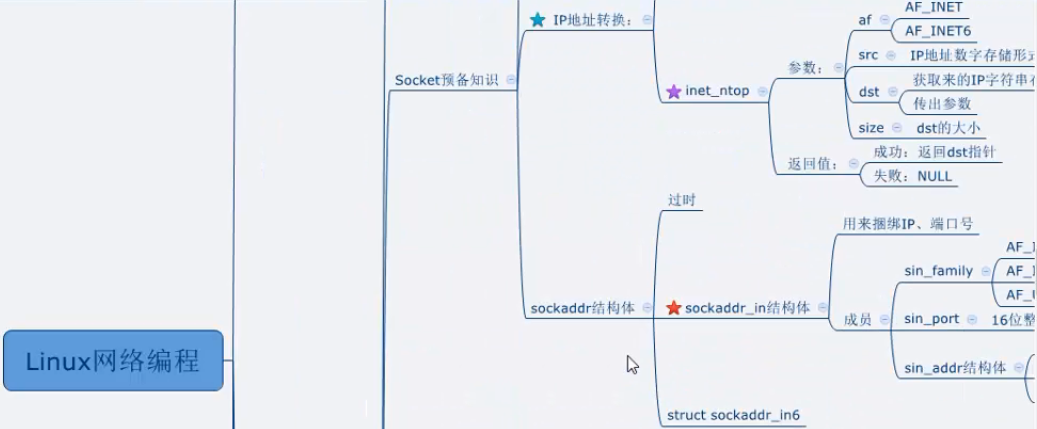 Linux网络编程
Socket预备知识
IP地址转换：
inet_ntop
参数：
af
AF_INET
AF_INET6
src
IP地址数字存储形式
dst
获取来的IP字符串
传出参数
size
dst的大小
返回值：
成功：返回dst指针
失败：NULL
sockaddr结构体
过时
sockaddr_in结构体
用来捆绑IP、端口号
成员
sin_family
AF_
AF_
AF_
sin_port
16位整
sin_addr结构体
struct sockaddr_in6